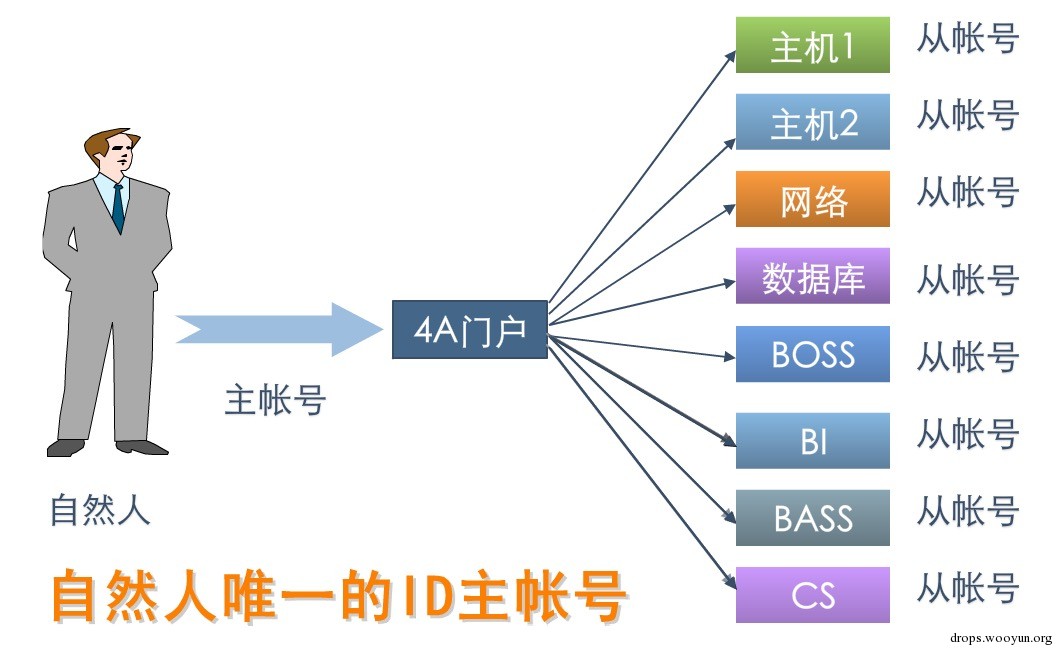 主机1 从帐号
主机2 从帐号
网络 从帐号
数据库 从帐号
4A门户
BOSS 从帐号
主帐号
BI 从帐号
自然人
BASS 从帐号
自然人唯一的ID主帐号
CS 从帐号
drops.wooyun.org